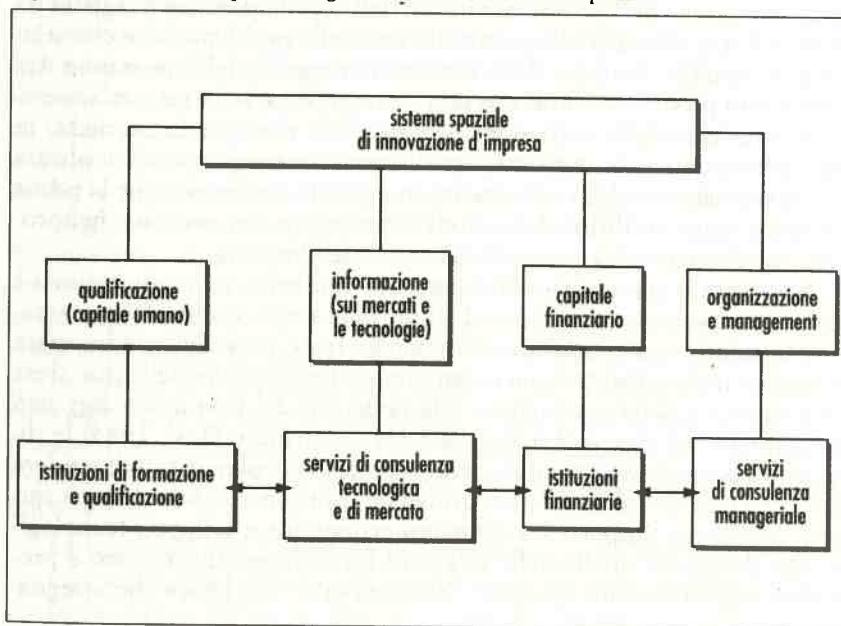 sistema spaziale
di innovazione d'impresa
qualificazione
(capitale umano)
informazione
(sui mercati e
le tecnologie)
capitale
finanziario
organizzazione
e management
istituzioni di formazione
e qualificazione
servizi di consulenza
tecnologica
e di mercato
istituzioni
finanziarie
servizi
di consulenza
manageriale